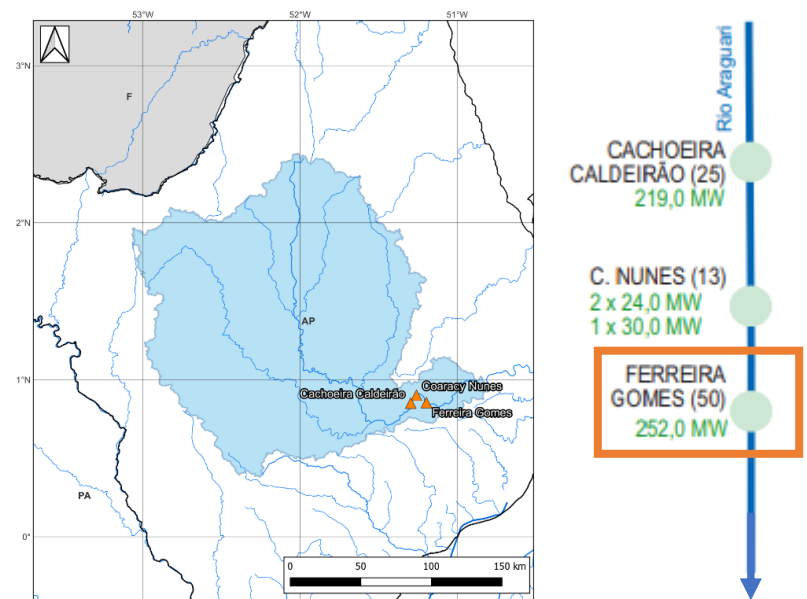 53°W
52°W
51°W
3°N
2°N
1°N
0°
F
AP
PA
Coaracy Nunes
Cachoeira Caldeirão
Ferreira Gomes
0 50 100 150 km
Rio Araguari
CACHOEIRA
CALDEIRÃO (25)
219,0 MW
C. NUNES (13)
2 x 24,0 MW
1 x 30,0 MW
FERREIRA
GOMES (50)
252,0 MW